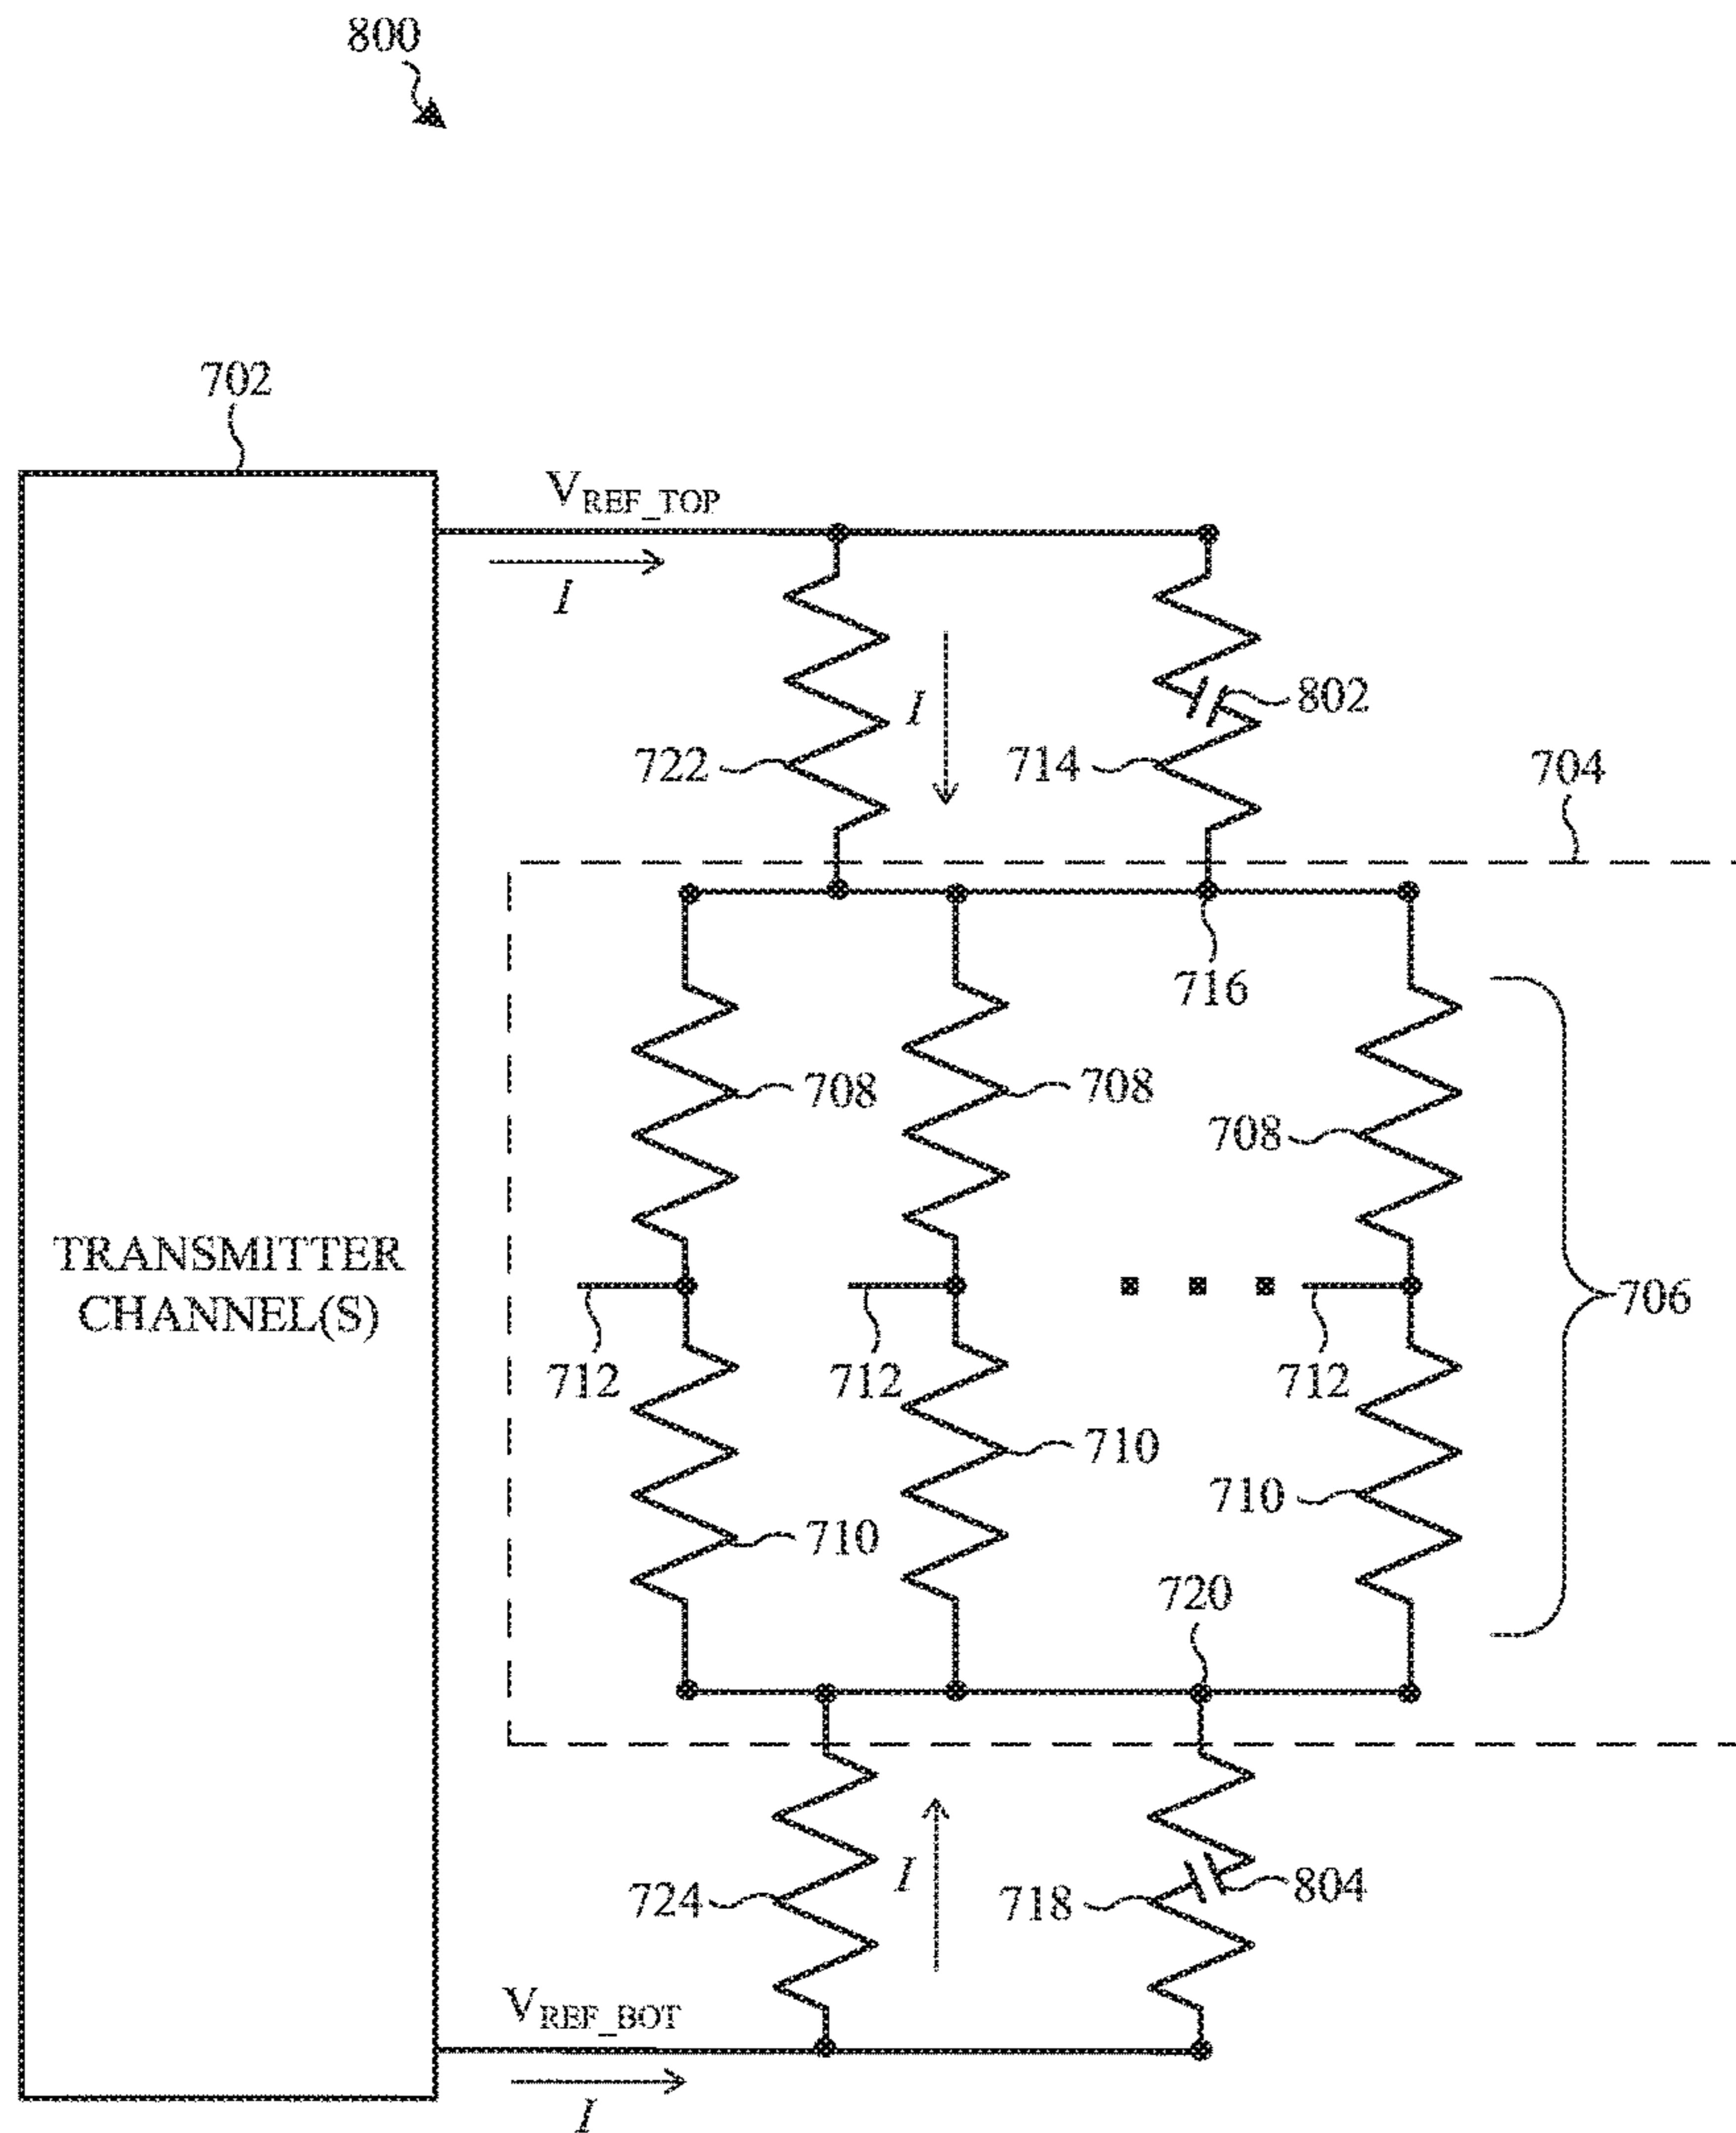 800
702
V_REF_TOP
I
I
802
722
714
704
716
708
708
708
TRANSMITTER
CHANNEL(S)
706
712
712
712
710
710
710
720
724
I
718
804
V_REF_BOT
I